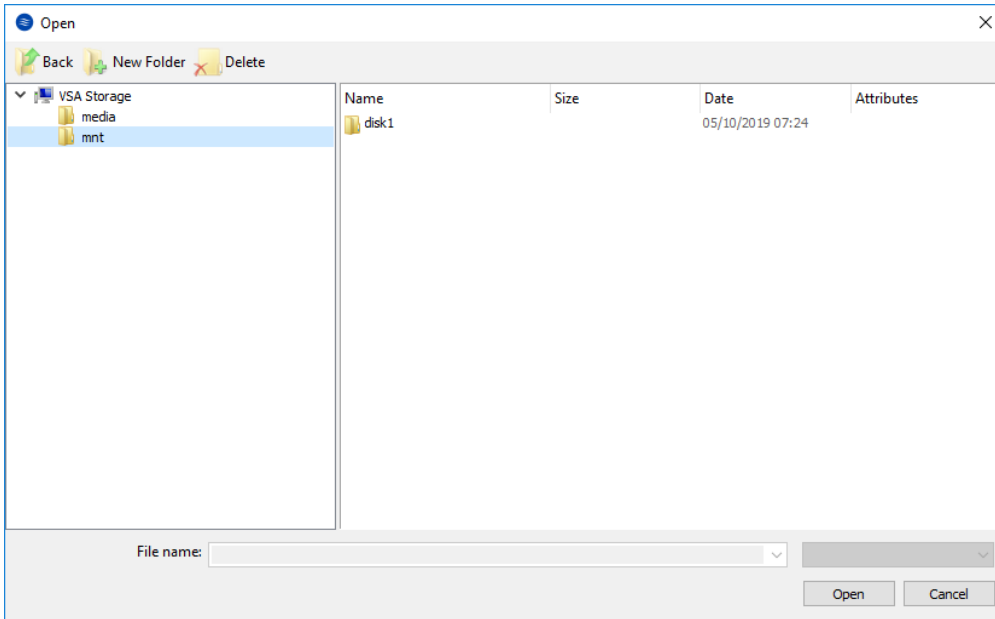 Open
Back New Folder Delete
VSA Storage
media
mnt
Name Size Date Attributes
disk1 05/10/2019 07:24
File name:
Open Cancel